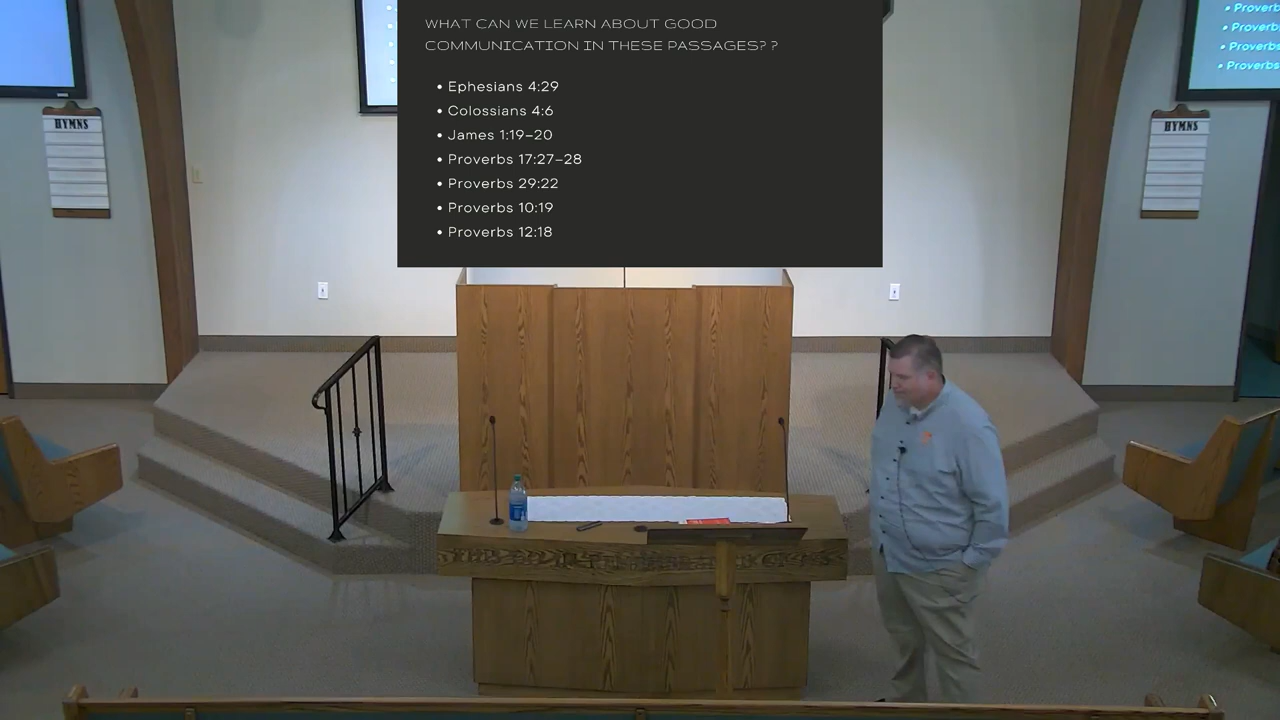 WHAT CAN WE LEARN ABOUT GOOD
COMMUNICATION IN THESE PASSAGES? ?
• Ephesians 4:29
• Colossians 4:6
• James 1:19–20
• Proverbs 17:27–28
• Proverbs 29:22
• Proverbs 10:19
• Proverbs 12:18
• Proverb
• Proverb
• Proverbs
• Proverbs
HYMNS
HYMNS